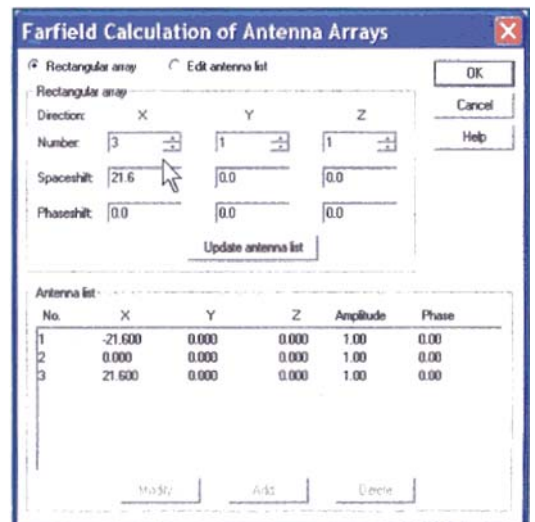 Farfield Calculation of Antenna Arrays
Rectangular array Edit antenna list
OK
Rectangular array
Cancel
Direction: X Y Z
Help
Number: 3 1 1
Spaceshift: 21.6 0.0 0.0
Phaseshift: 0.0 0.0 0.0
Update antenna list
Antenna list
No. X Y Z Amplitude Phase
1 -21.600 0.000 0.000 1.00 0.00
2 0.000 0.000 0.000 1.00 0.00
3 21.600 0.000 0.000 1.00 0.00
Modify Add Delete